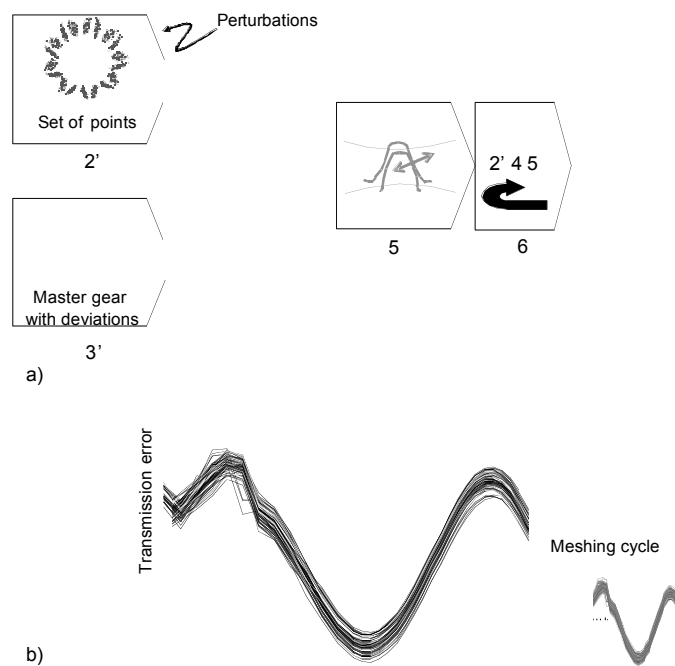 Perturbations
Set of points
2’
2’ 4 5
5
6
Master gear
with deviations
3’
a)
Transmission error
Meshing cycle
b)